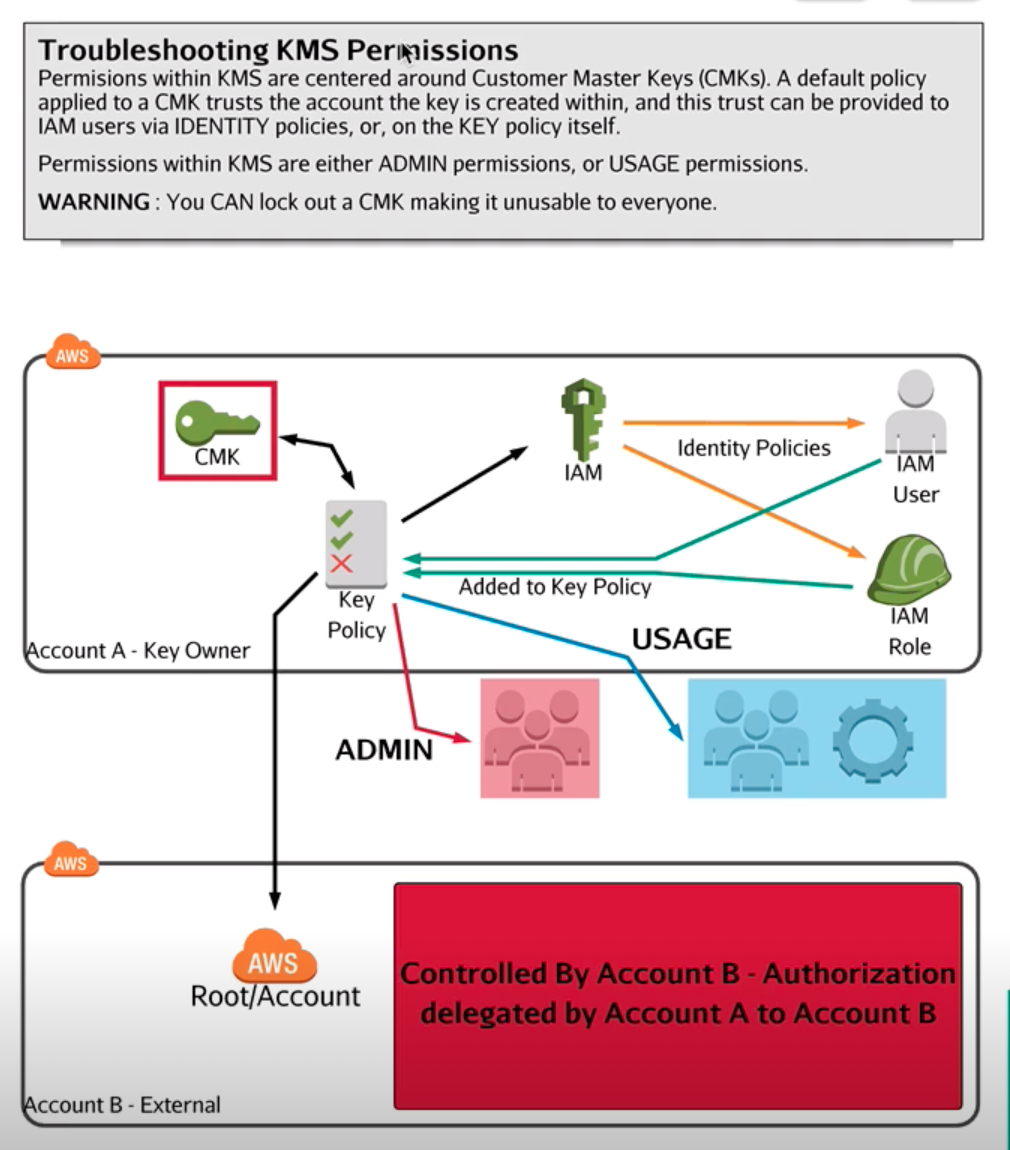 Troubleshooting KMS Permissions
Permisions within KMS are centered around Customer Master Keys (CMKs). A default policy
applied to a CMK trusts the account the key is created within, and this trust can be provided to
IAM users via IDENTITY policies, or, on the KEY policy itself.
Permissions within KMS are either ADMIN permissions, or USAGE permissions.
WARNING : You CAN lock out a CMK making it unusable to everyone.
AWS
CMK
IAM
Identity Policies
IAM
User
Added to Key Policy
Key
Policy
IAM
Role
USAGE
Account A - Key Owner
ADMIN
AWS
AWS
Root/Account
Controlled By Account B - Authorization
delegated by Account A to Account B
Account B - External